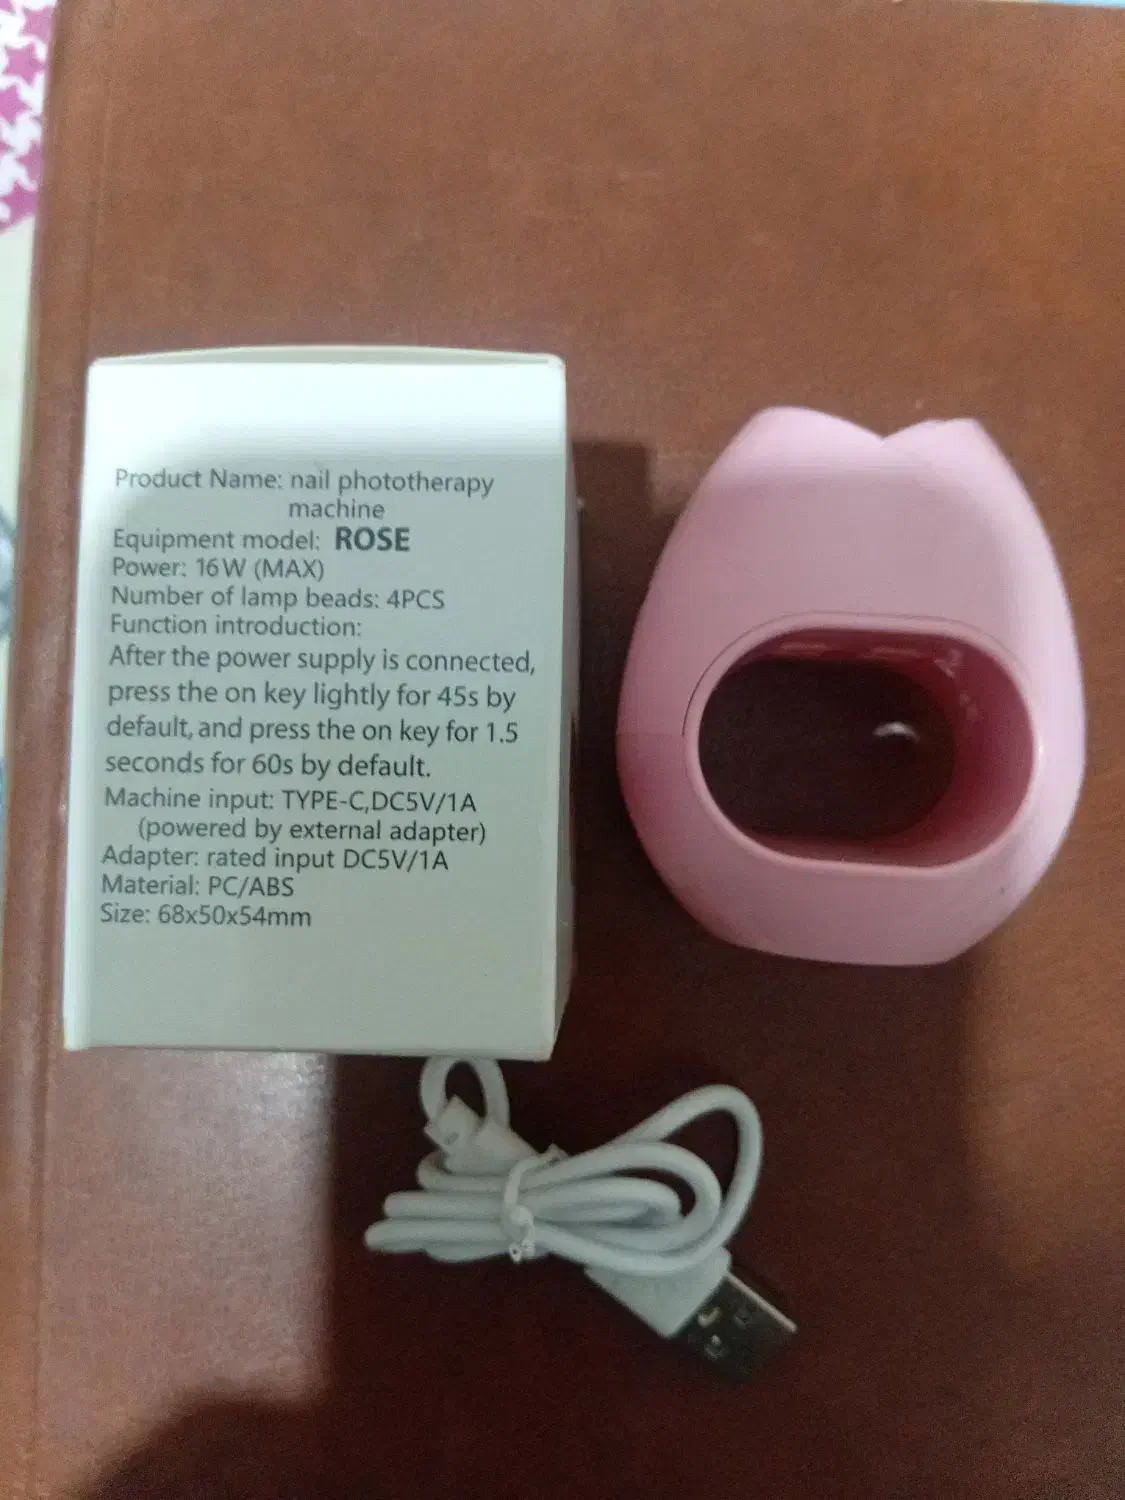 Product Name: nail phototherapy
machine
Equipment model: ROSE
Power: 16W (MAX)
Number of lamp beads: 4PCS
Function introduction:
After the power supply is connected,
press the on key lightly for 45s by
default, and press the on key for 1.5
seconds for 60s by default.
Machine input: TYPE-C,DC5V/1A
(powered by external adapter)
Adapter: rated input DC5V/1A
Material: PC/ABS
Size: 68x50x54mm